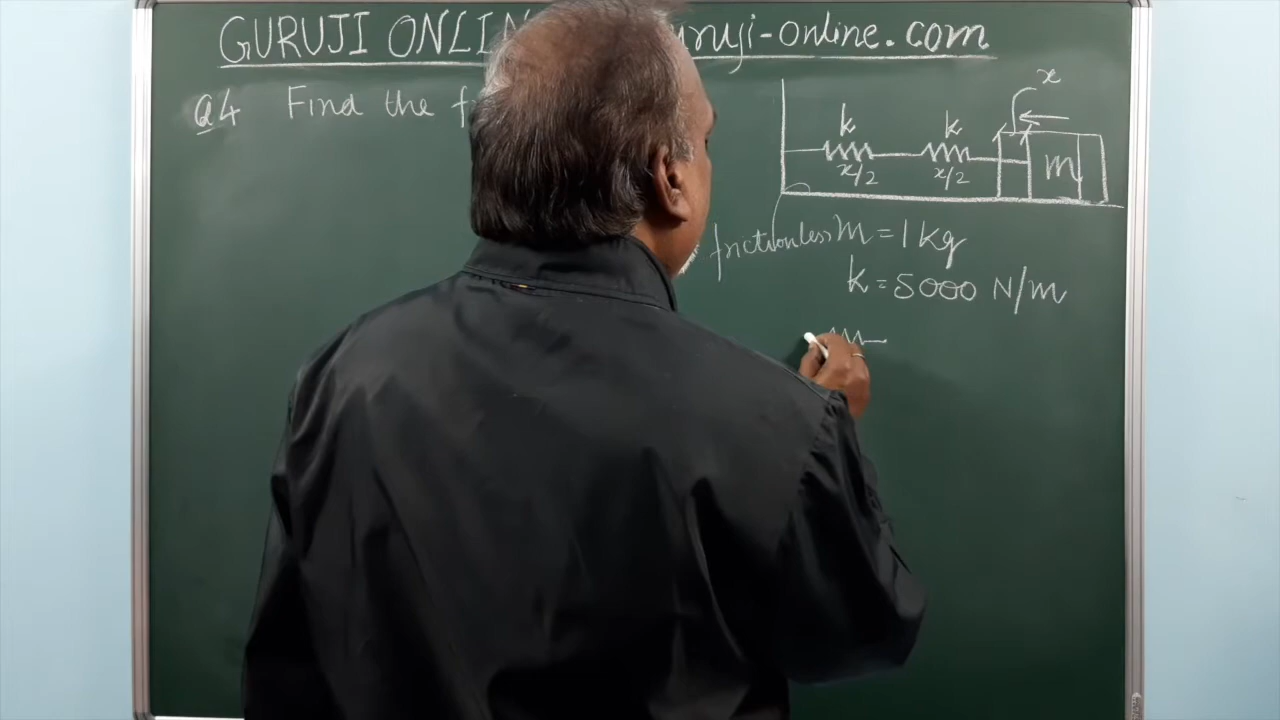 GURUJI ONLIN uruji-online.com
Q4 Find the f
x
k k
x/2 x/2 m
frictionless m = 1 kg
k = 5000 N/m